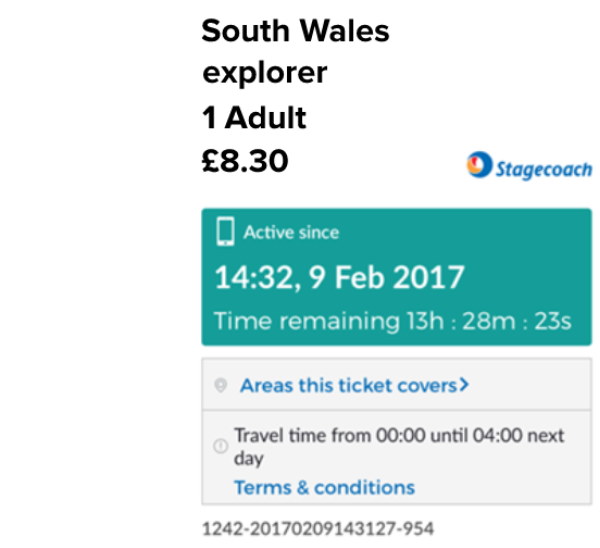 South Wales
explorer
1 Adult
£8.30
Stagecoach
Active since
14:32, 9 Feb 2017
Time remaining 13h : 28m : 23s
Areas this ticket covers>
Travel time from 00:00 until 04:00 next
day
Terms & conditions
1242-20170209143127-954